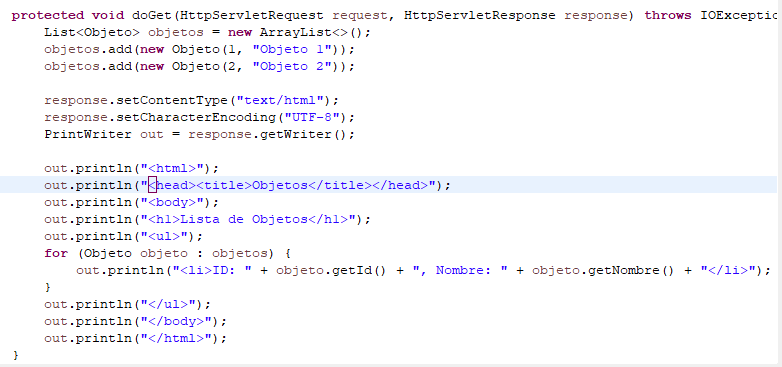 protected void doGet(HttpServletRequest request, HttpServletResponse response) throws IOExceptio
List<Objeto> objetos = new ArrayList<>();
objetos.add(new Objeto(1, "Objeto 1"));
objetos.add(new Objeto(2, "Objeto 2"));
response.setContentType("text/html");
response.setCharacterEncoding("UTF-8");
PrintWriter out = response.getWriter();
out.println("<html>");
out.println("<head><title>Objetos</title></head>");
out.println("<body>");
out.println("<h1>Lista de Objetos</h1>");
out.println("<ul>");
for (Objeto objeto : objetos) {
out.println("<li>ID: " + objeto.getId() + ", Nombre: " + objeto.getNombre() + "</li>");
}
out.println("</ul>");
out.println("</body>");
out.println("</html>");
}